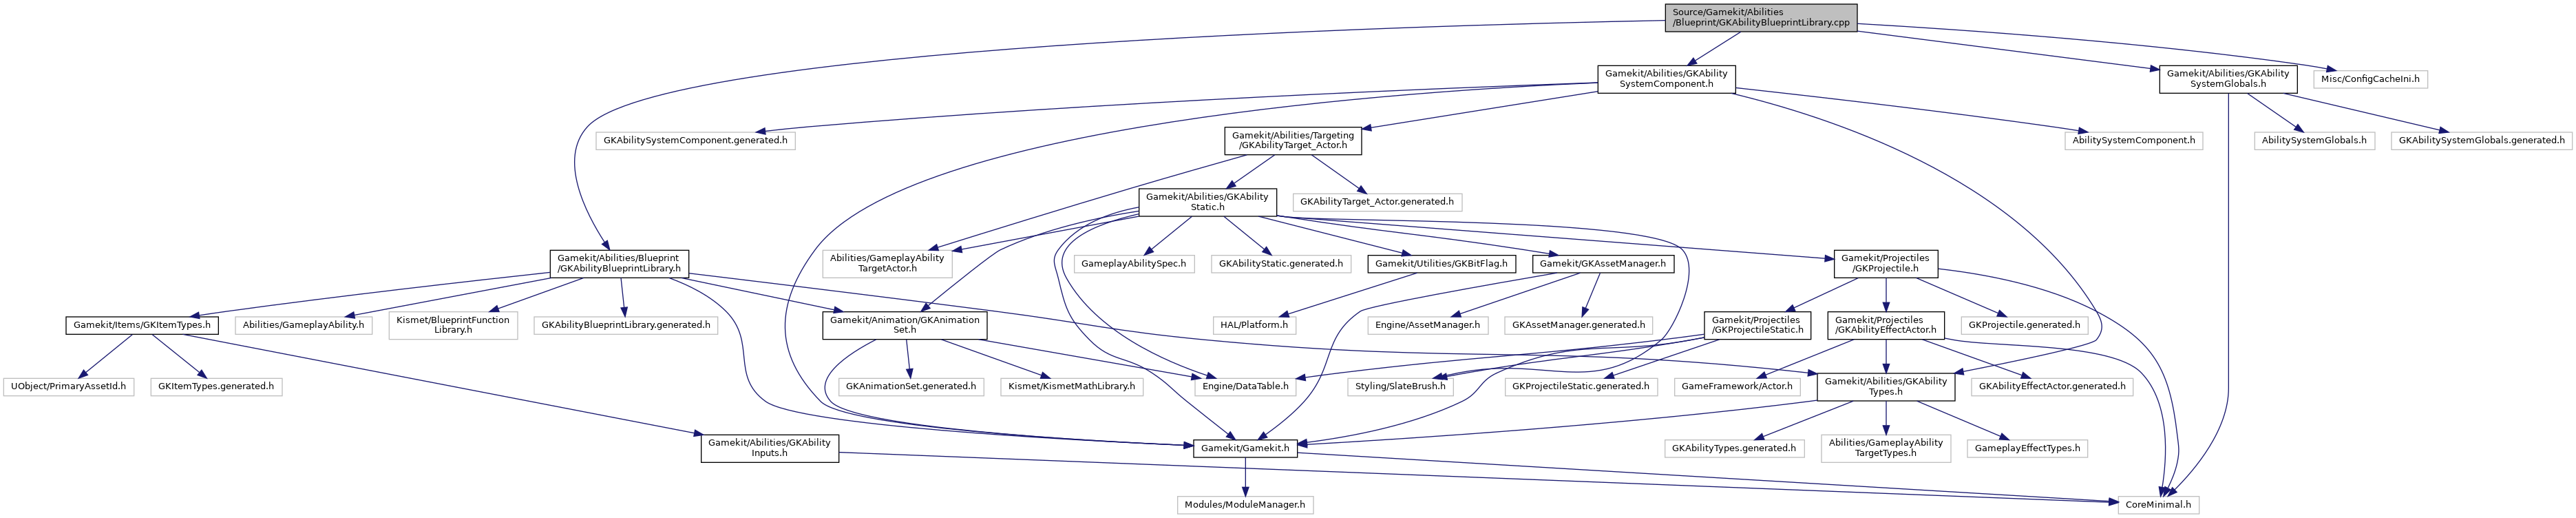 Source/Gamekit/Abilities
/Blueprint/GKAbilityBlueprintLibrary.cpp
Gamekit/Abilities/GKAbility
SystemComponent.h
Gamekit/Abilities/GKAbility
SystemGlobals.h
Misc/ConfigCacheIni.h
GKAbilitySystemComponent.generated.h
Gamekit/Abilities/Targeting
/GKAbilityTarget_Actor.h
AbilitySystemComponent.h
AbilitySystemGlobals.h
GKAbilitySystemGlobals.generated.h
Gamekit/Abilities/GKAbility
Static.h
GKAbilityTarget_Actor.generated.h
Gamekit/Abilities/Blueprint
/GKAbilityBlueprintLibrary.h
Abilities/GameplayAbility
TargetActor.h
GameplayAbilitySpec.h
GKAbilityStatic.generated.h
Gamekit/Utilities/GKBitFlag.h
Gamekit/GKAssetManager.h
Gamekit/Projectiles
/GKProjectile.h
Gamekit/Items/GKItemTypes.h
Abilities/GameplayAbility.h
Kismet/BlueprintFunction
Library.h
GKAbilityBlueprintLibrary.generated.h
Gamekit/Animation/GKAnimation
Set.h
HAL/Platform.h
Engine/AssetManager.h
GKAssetManager.generated.h
Gamekit/Projectiles
/GKProjectileStatic.h
Gamekit/Projectiles
/GKAbilityEffectActor.h
GKProjectile.generated.h
UObject/PrimaryAssetId.h
GKItemTypes.generated.h
GKAnimationSet.generated.h
Kismet/KismetMathLibrary.h
Engine/DataTable.h
Styling/SlateBrush.h
GKProjectileStatic.generated.h
GameFramework/Actor.h
Gamekit/Abilities/GKAbility
Types.h
GKAbilityEffectActor.generated.h
Gamekit/Abilities/GKAbility
Inputs.h
Gamekit/Gamekit.h
GKAbilityTypes.generated.h
Abilities/GameplayAbility
TargetTypes.h
GameplayEffectTypes.h
Modules/ModuleManager.h
CoreMinimal.h